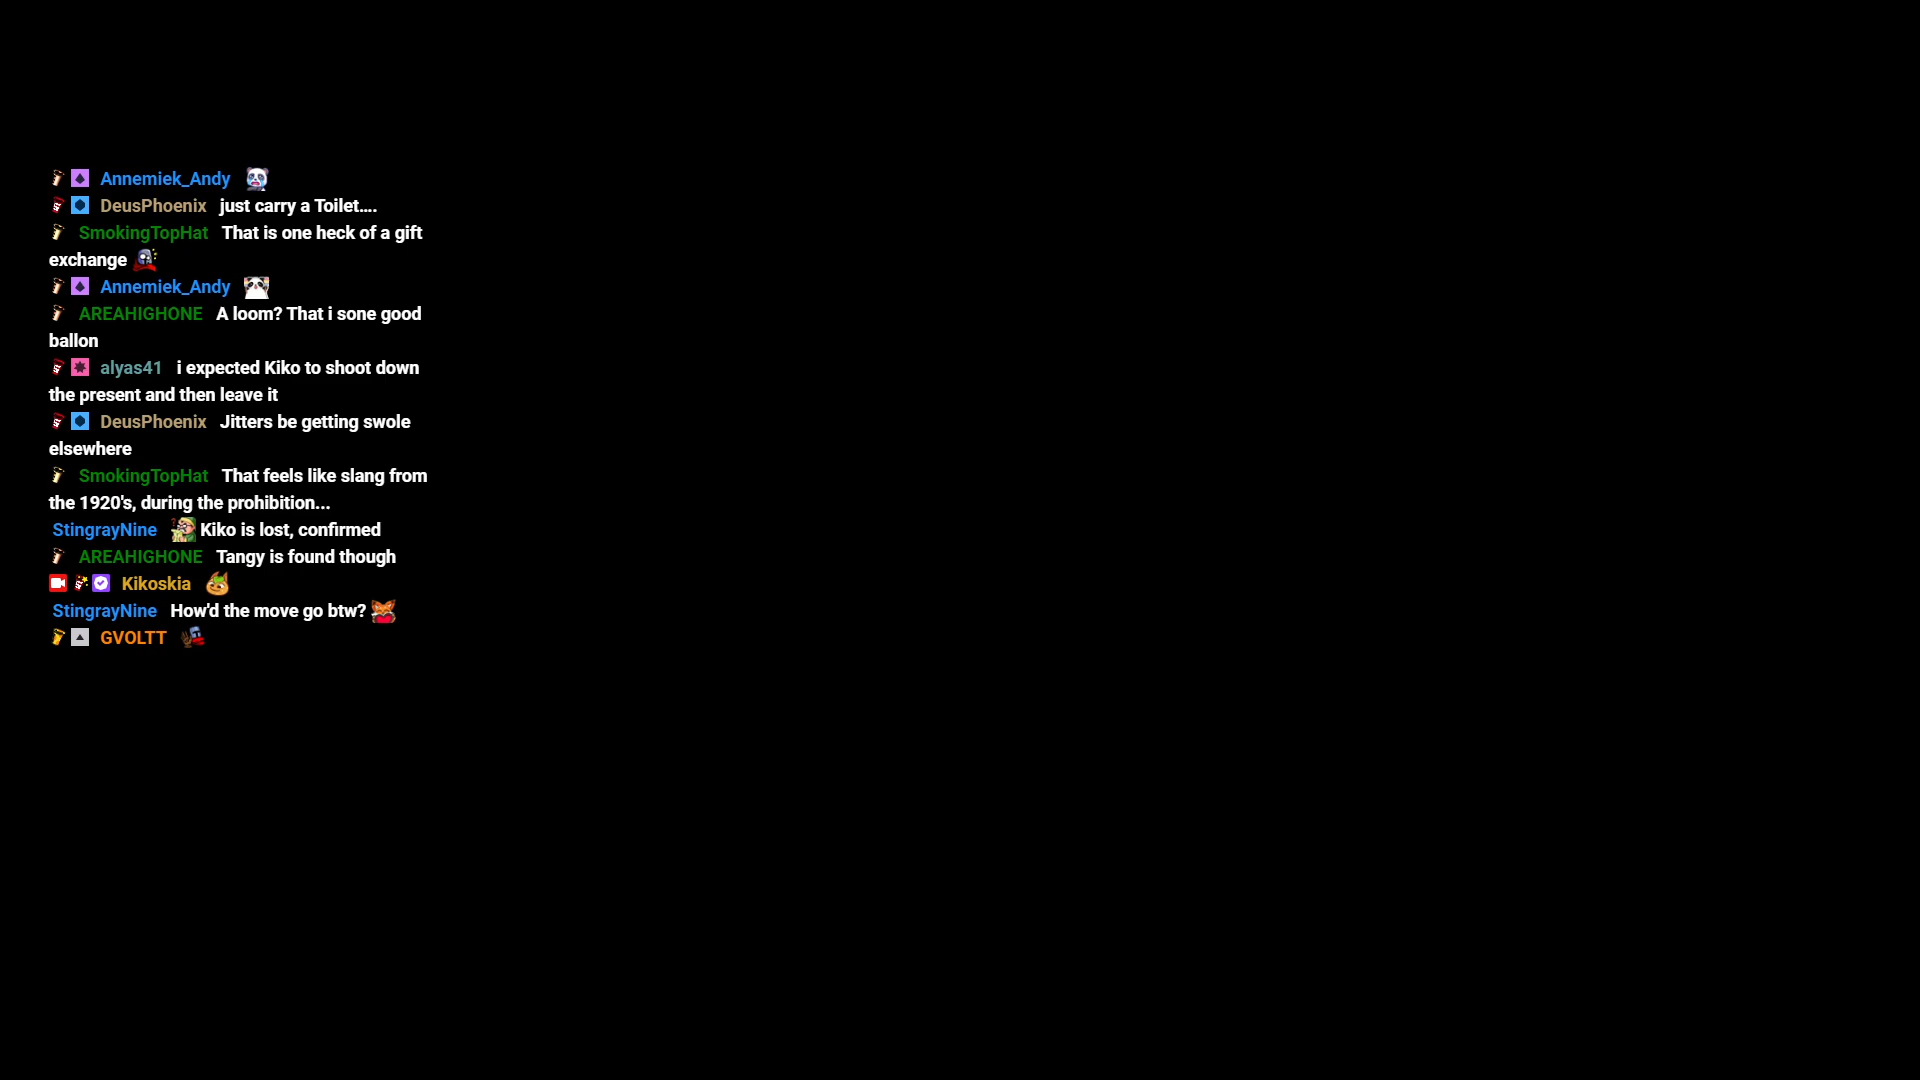 Annemiek_Andy
DeusPhoenix just carry a Toilet....
SmokingTopHat That is one heck of a gift
exchange
Annemiek_Andy
AREAHIGHONE A loom? That i sone good
ballon
alyas41 i expected Kiko to shoot down
the present and then leave it
DeusPhoenix Jitters be getting swole
elsewhere
SmokingTopHat That feels like slang from
the 1920's, during the prohibition...
StingrayNine Kiko is lost, confirmed
AREAHIGHONE Tangy is found though
Kikoskia
StingrayNine How'd the move go btw?
GVOLTT